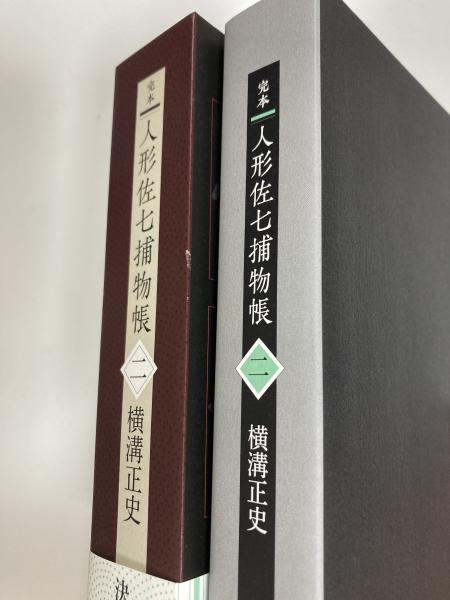 完本
人形佐七捕物帳
二
横溝正史
決
完本
人形佐七捕物帳
二
横溝正史